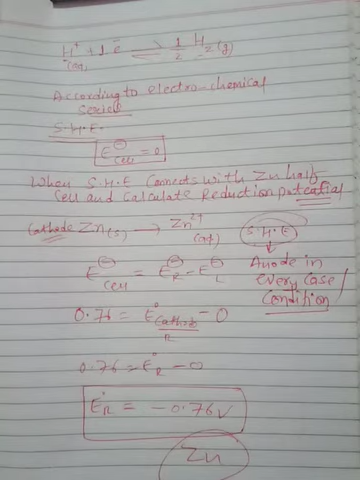 H⁺(aq) + 1 e⁻ ⇌ 1/2 H₂(g)
According to electro-chemical
series
S.H.E.
E⊖cell = 0
When S.H.E Connects with Zn half
cell and calculate Reduction potential
Cathode Zn(s) → Zn²⁺(aq) S.H.E
↓
E⊖cell = E⊖R − E⊖L Anode in
every case/
Condition
0.76 = E°Cathode − 0
R
0.76 = E°R − 0
E°R = −0.76V
Zn